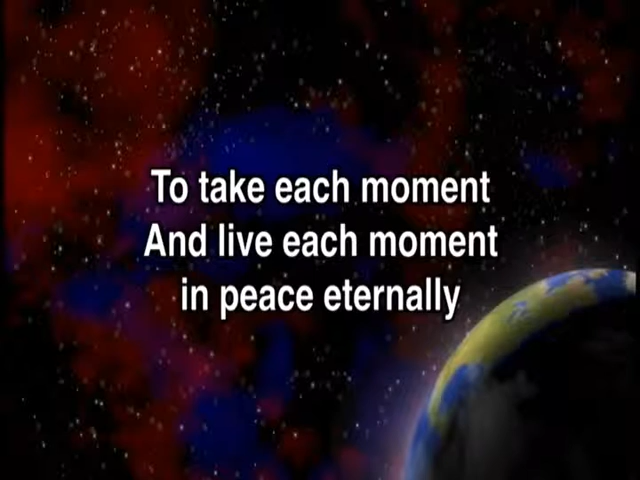 To take each moment
And live each moment
in peace eternally